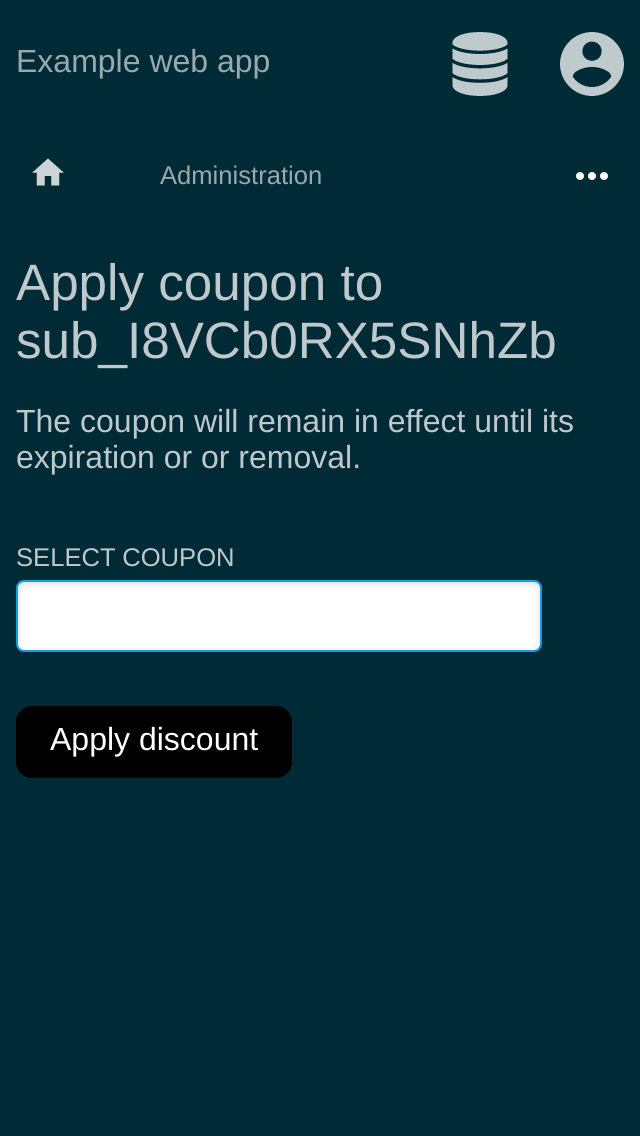 Example web app
Administration
Apply coupon to
sub_I8VCb0RX5SNhZb
The coupon will remain in effect until its
expiration or or removal.
SELECT COUPON
Apply discount